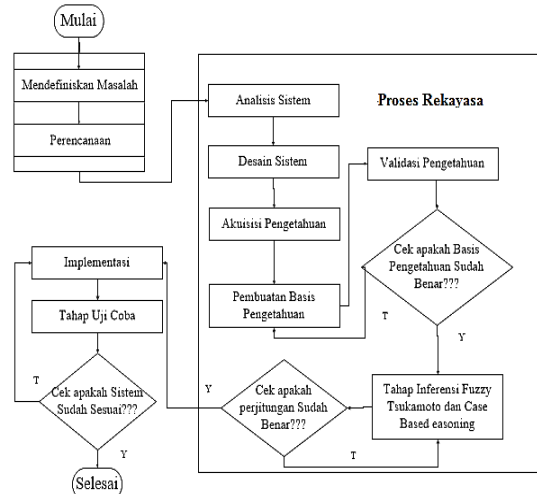 Mulai
Mendefiniskan Masalah
Perencanaan
Proses Rekayasa
Analisis Sistem
Desain Sistem
Akuisisi Pengetahuan
Pembuatan Basis
Pengetahuan
Validasi Pengetahuan
Cek apakah Basis
Pengetahuan Sudah
Benar???
T
Y
Tahap Inferensi Fuzzy
Tsukamoto dan Case
Based easoning
Cek apakah
perjitungan Sudah
Benar???
T
Y
Implementasi
Tahap Uji Coba
Cek apakah Sistem
Sudah Sesuai???
T
Y
Selesai